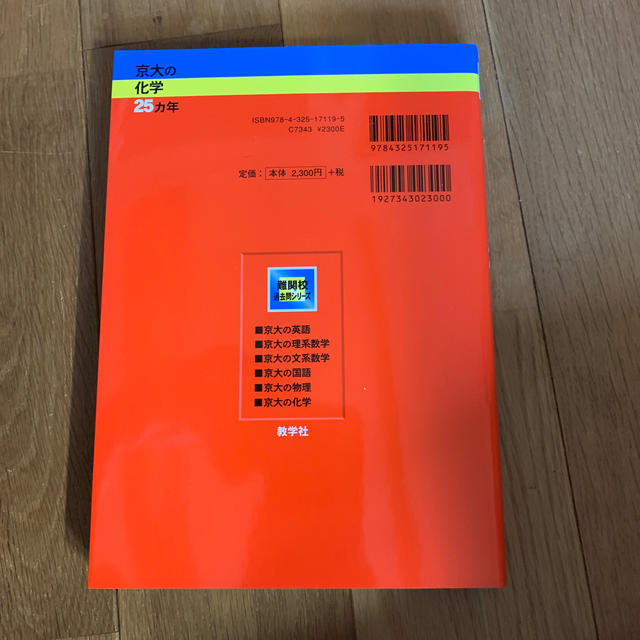 京大の
化学
25カ年
ISBN978-4-325-17119-5
C7343 ¥2300E
9784325171195
定価： 本体 2,300円 +税
1927343023000
難関校
過去問シリーズ
■京大の英語
■京大の理系数学
■京大の文系数学
■京大の国語
■京大の物理
■京大の化学
教学社